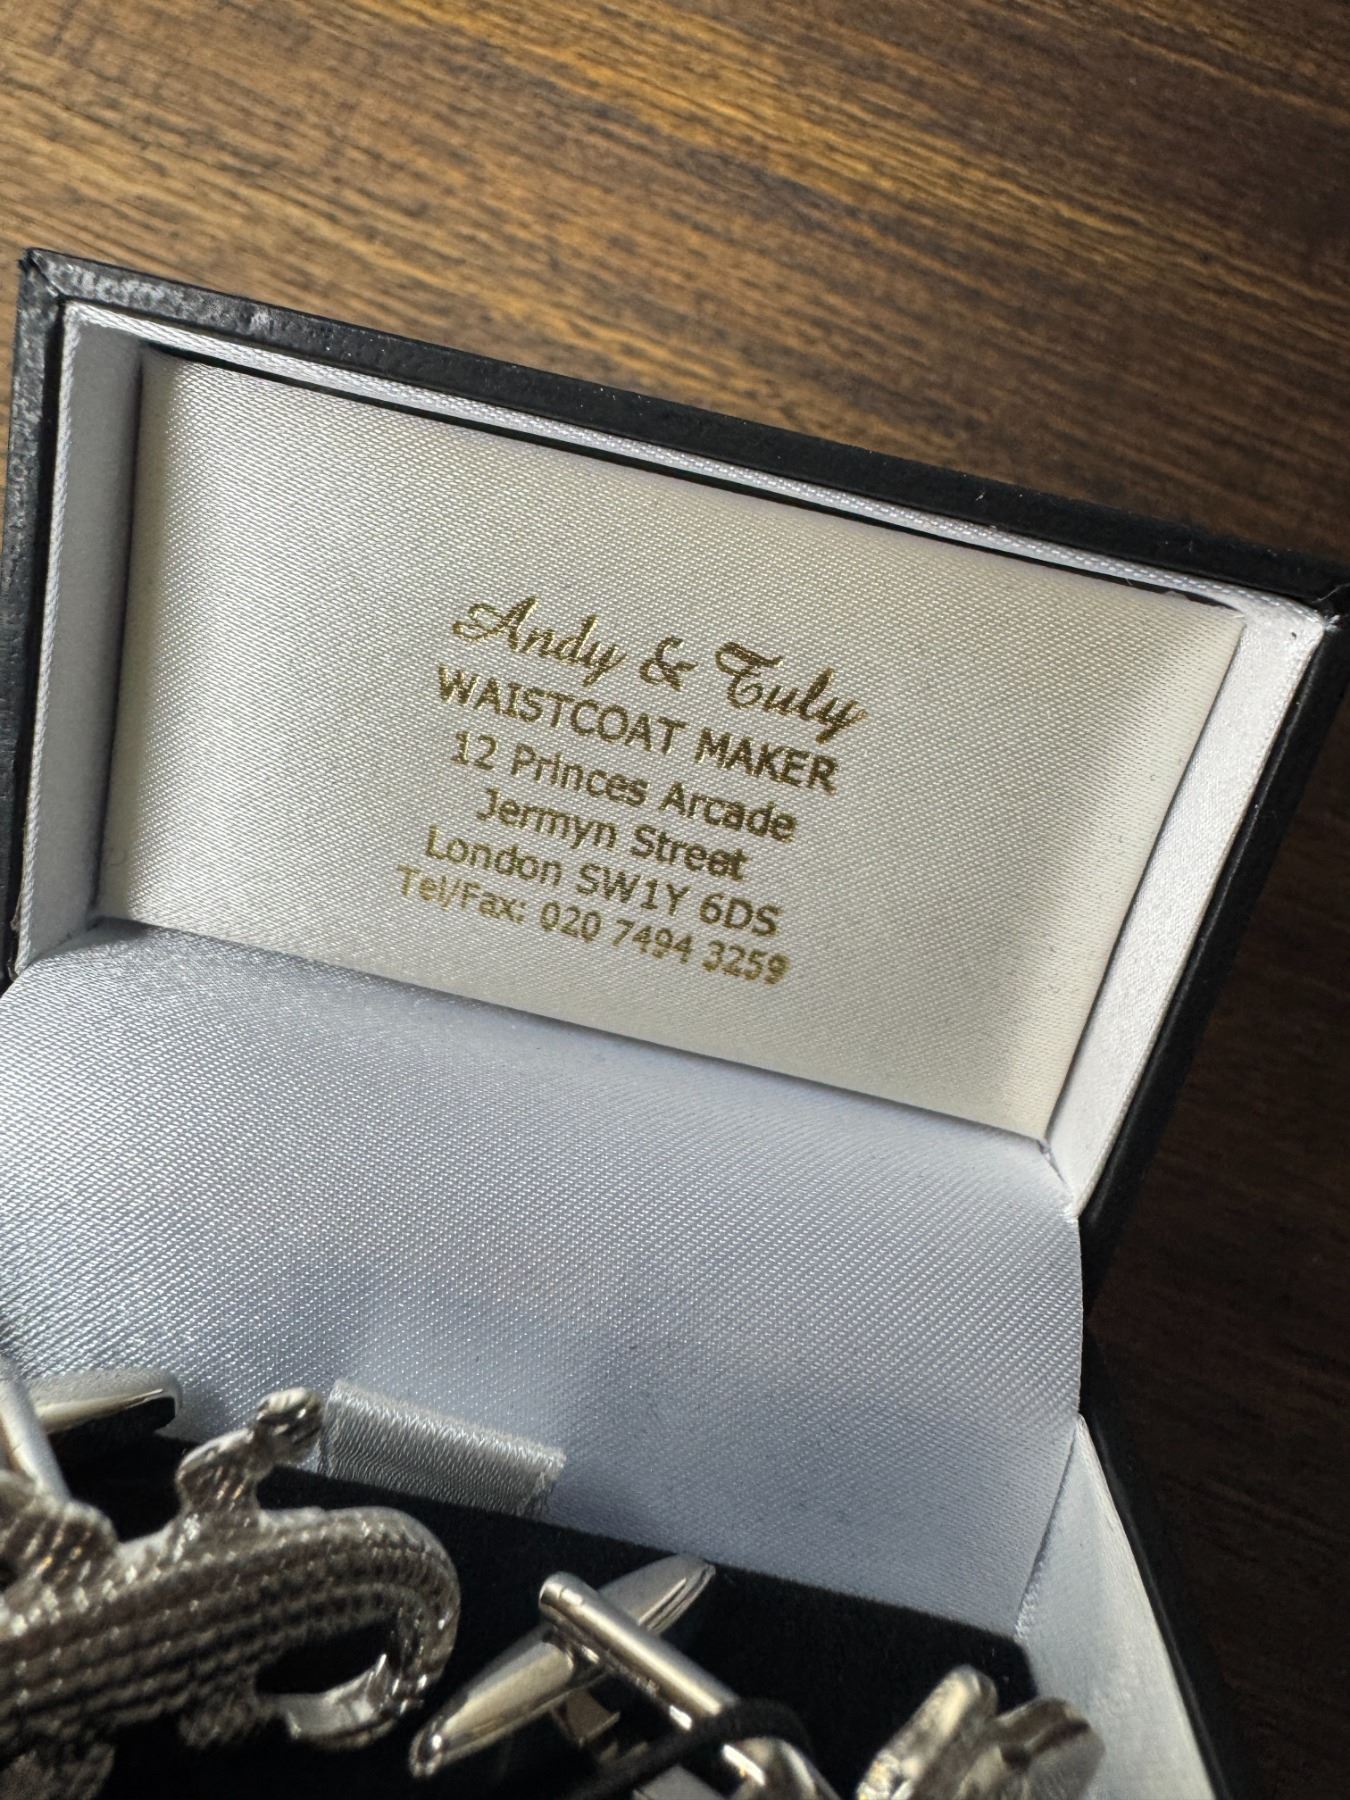 Andy & Tuly
WAISTCOAT MAKER
12 Princes Arcade
Jermyn Street
London SW1Y 6DS
Tel/Fax: 020 7494 3259